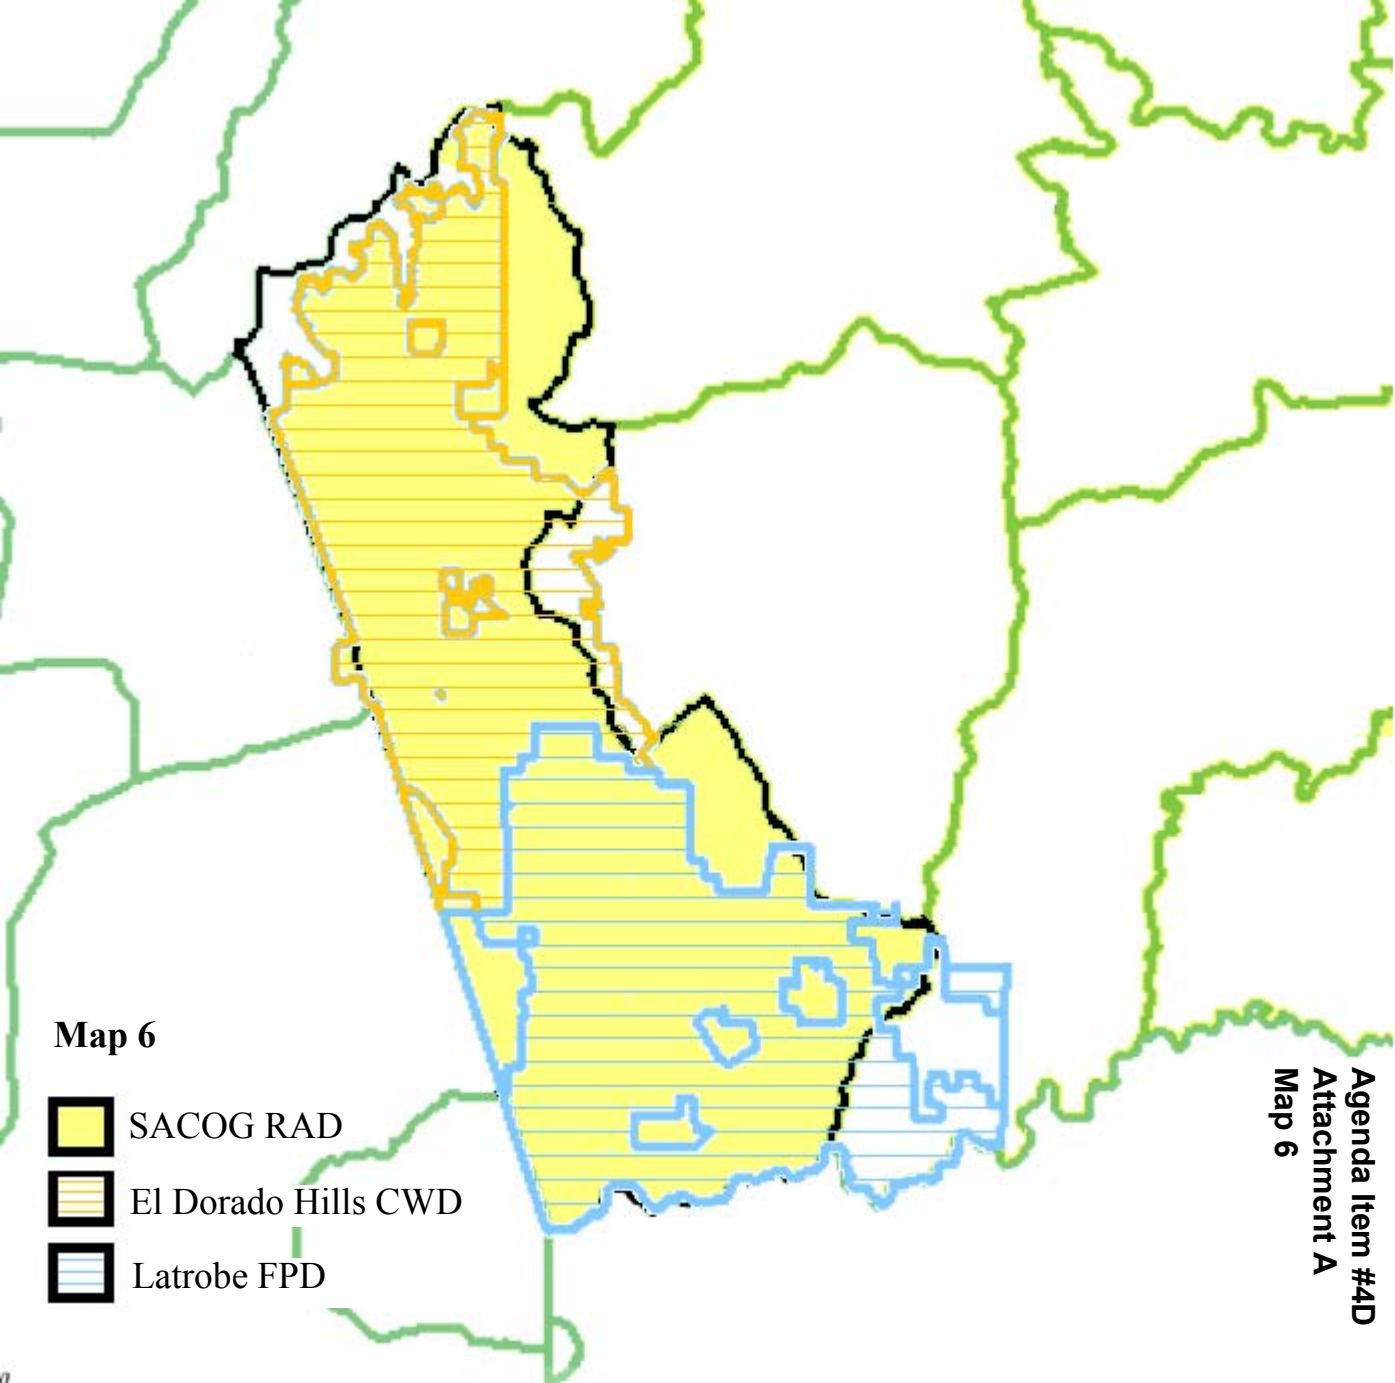 Map 6
SACOG RAD
El Dorado Hills CWD
Latrobe FPD
Agenda Item #4D
Attachment A
Map 6